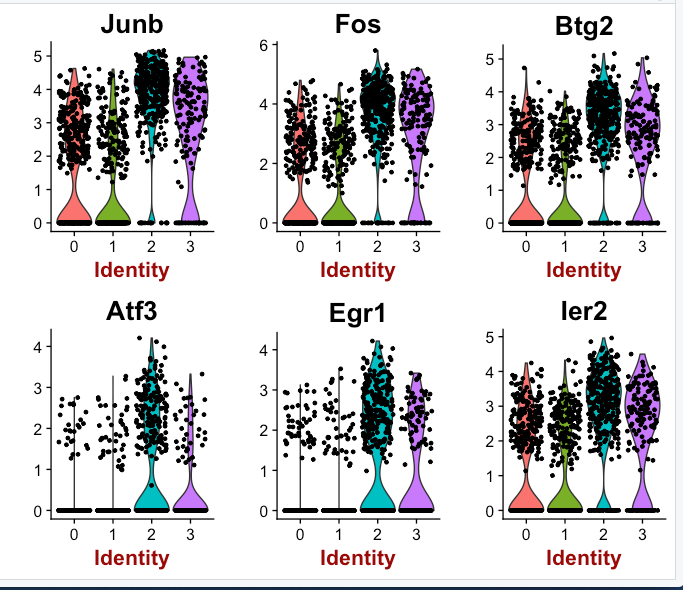 Junb Fos Btg2
5 6 5
4 4 4
3 3
2 2 2
1 1
0 0 0
0 1 2 3 0 1 2 3 0 1 2 3
Identity Identity Identity
Atf3 Egr1 Ier2
4 4 5
3 3 4
2 2 3
1 1 2
0 0 1
0
0 1 2 3 0 1 2 3 0 1 2 3
Identity Identity Identity